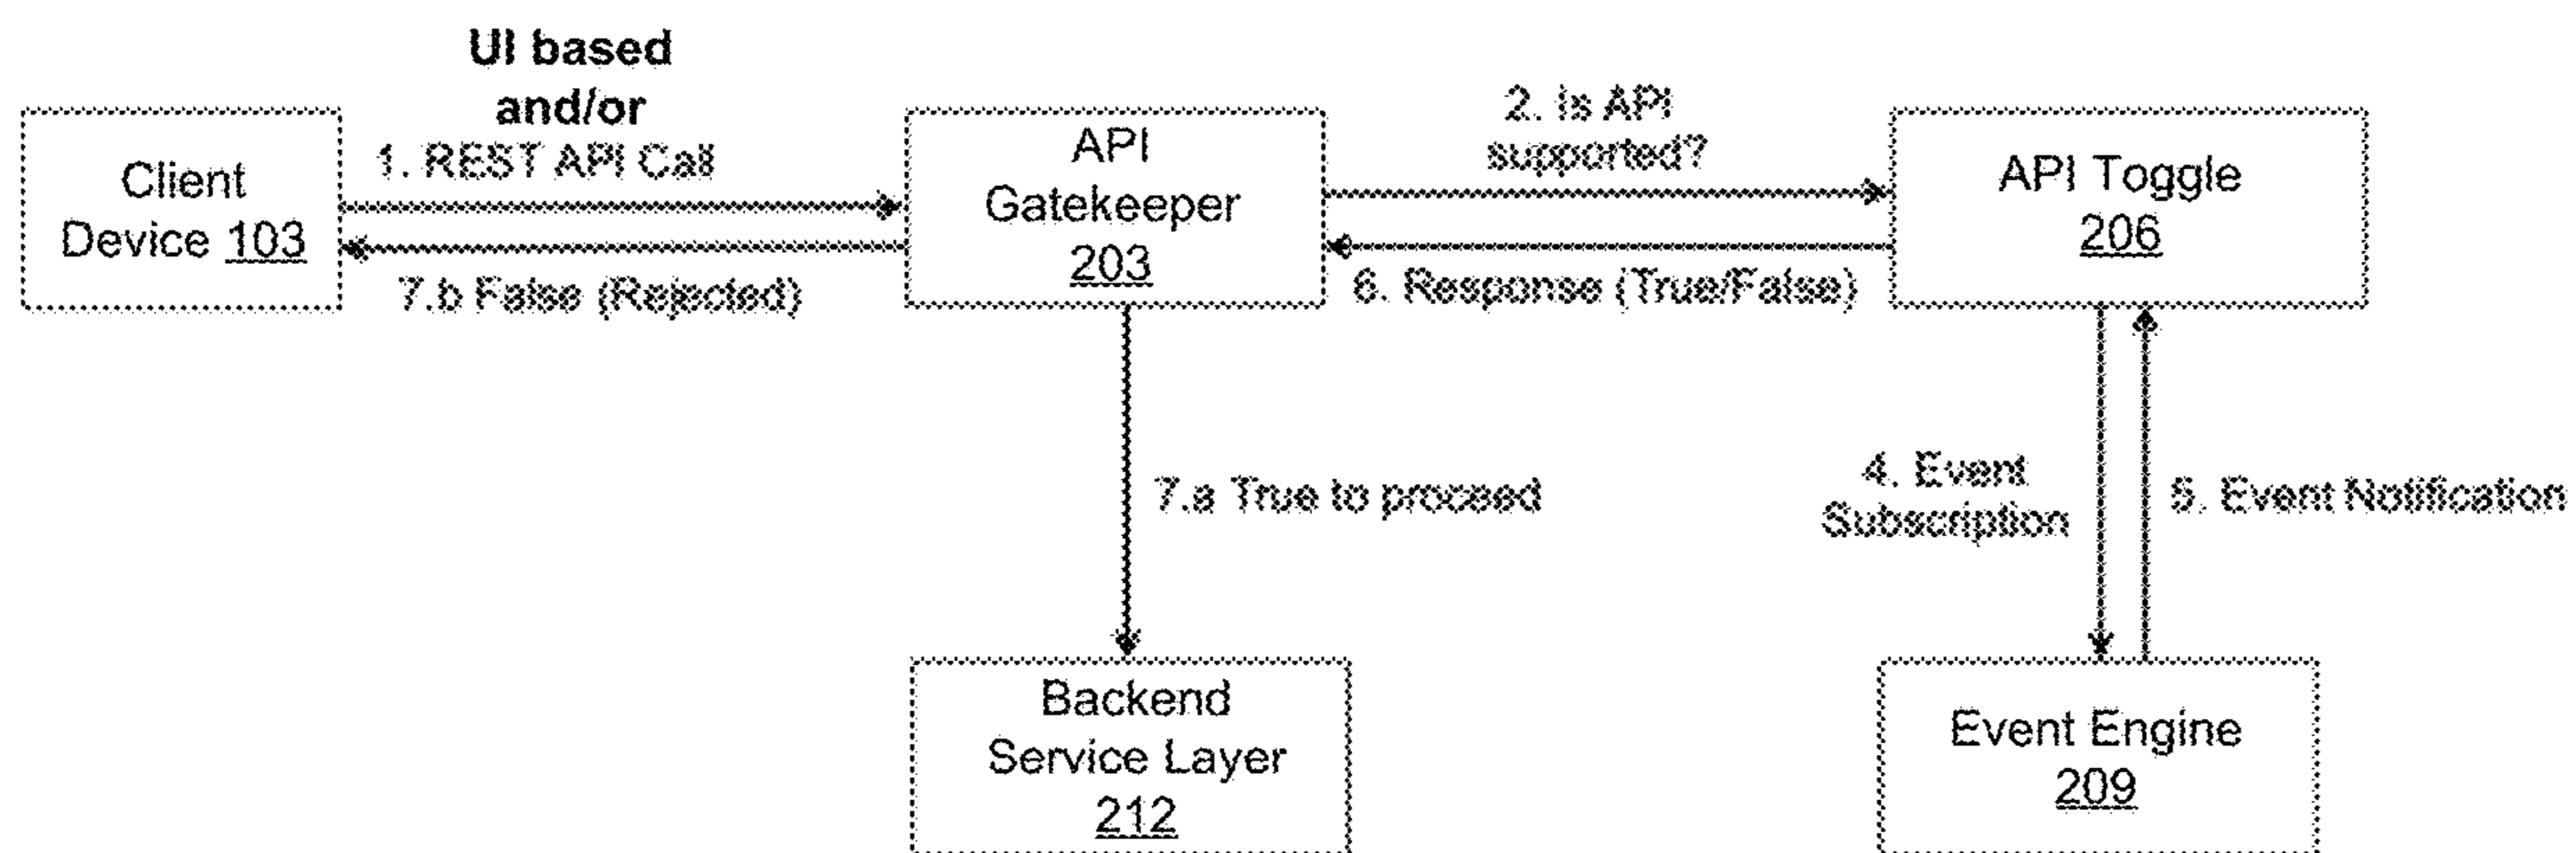 UI based
and/or
1. REST API Call
Client
Device 103
7.b False (Rejected)
API
Gatekeeper
203
2. Is API
supported?
6. Response (True/False)
API Toggle
206
7.a True to proceed
4. Event
Subscription
5. Event Notification
Backend
Service Layer
212
Event Engine
209